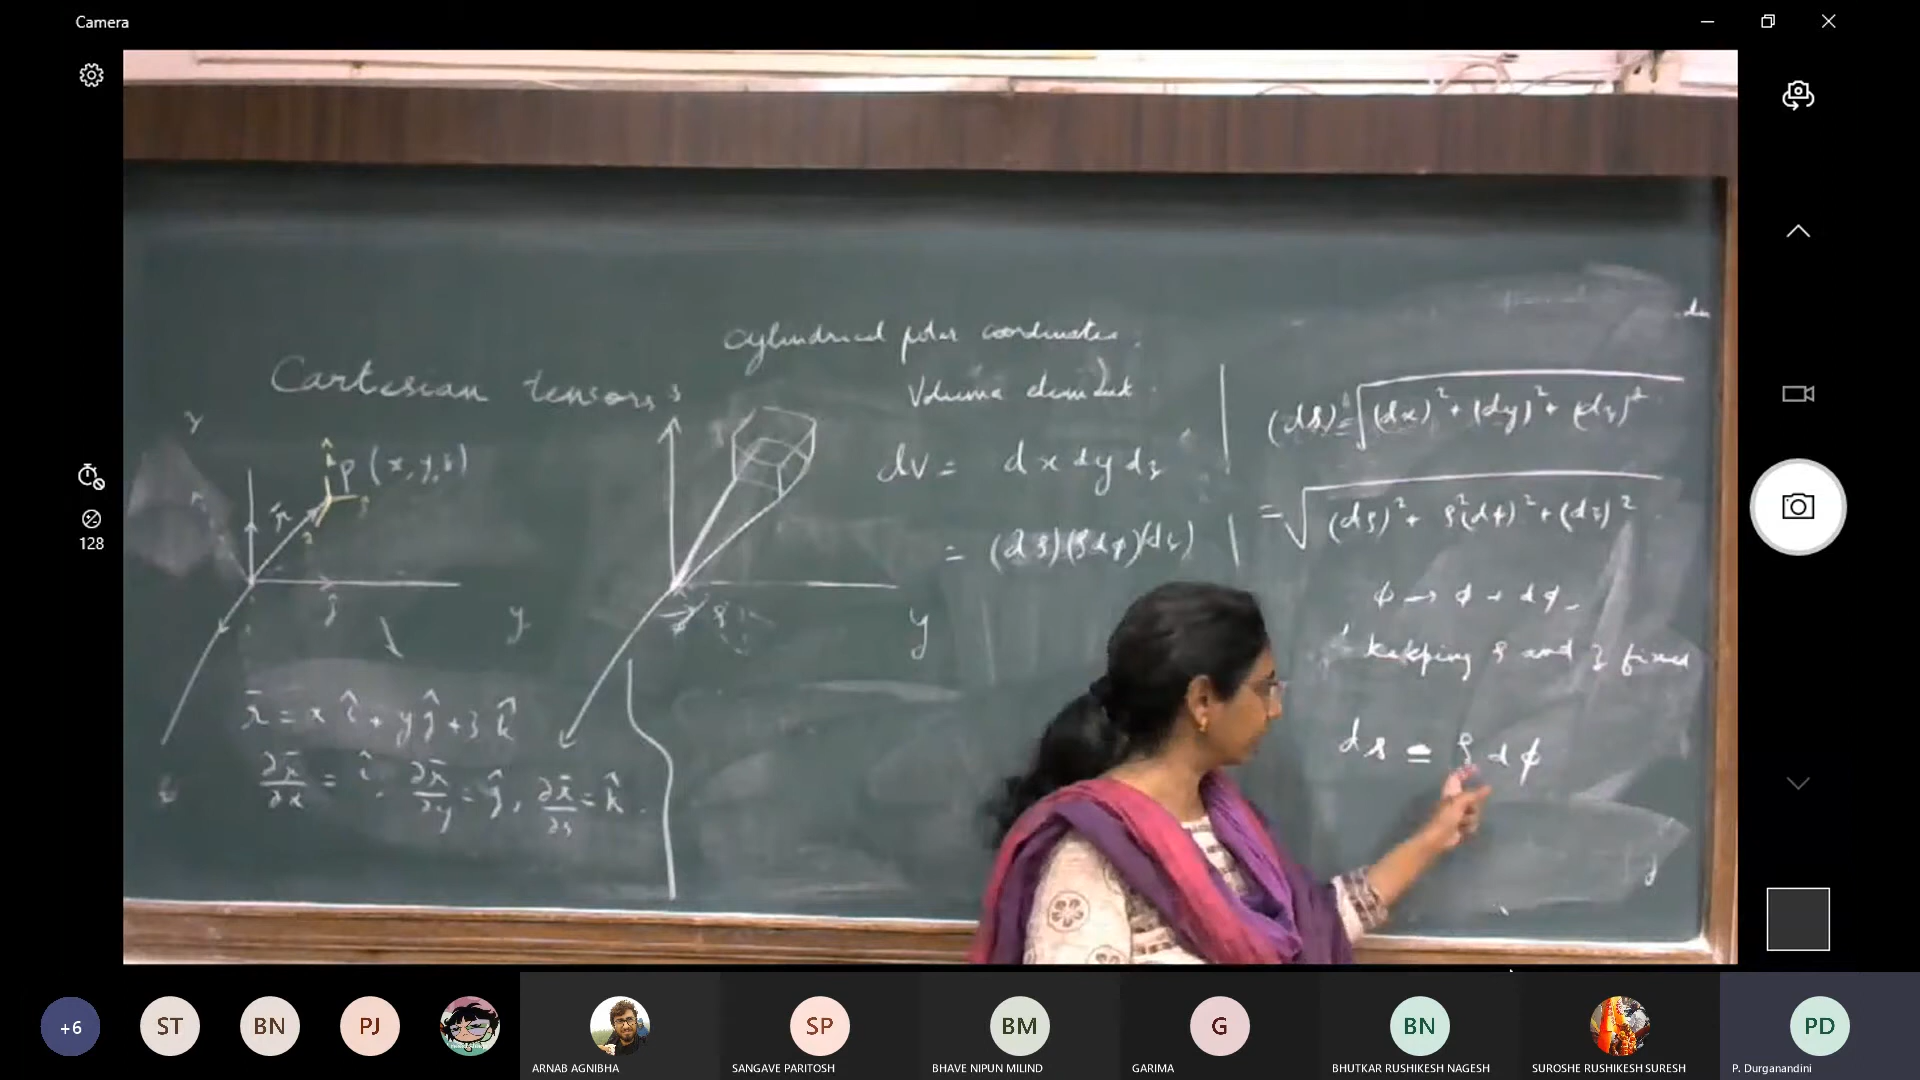 Camera
128
Cartesian tensors
Y
P (x, y, z)
r̄
ĵ
y
r̄ = x î + y ĵ + z k̂
∂r̄/∂x = î, ∂r̄/∂y = ĵ, ∂r̄/∂z = k̂.
Cylindrical polar coordinates.
Volume element.
dv = dx dy dz
= (dρ)(ρdφ)(dz)
φ
ρ
y
(ds) = √(dx)² + (dy)² + (dz)²
= √(dρ)² + ρ²(dφ)² + (dz)²
φ → φ + dφ
keeping ρ and z fixed
ds = ρ dφ
y
+6
ST
BN
PJ
SP
BM
G
BN
PD
ARNAB AGNIBHA
SANGAVE PARITOSH
BHAVE NIPUN MILIND
GARIMA
BHUTKAR RUSHIKESH NAGESH
SUROSHE RUSHIKESH SURESH
P. Durganandini